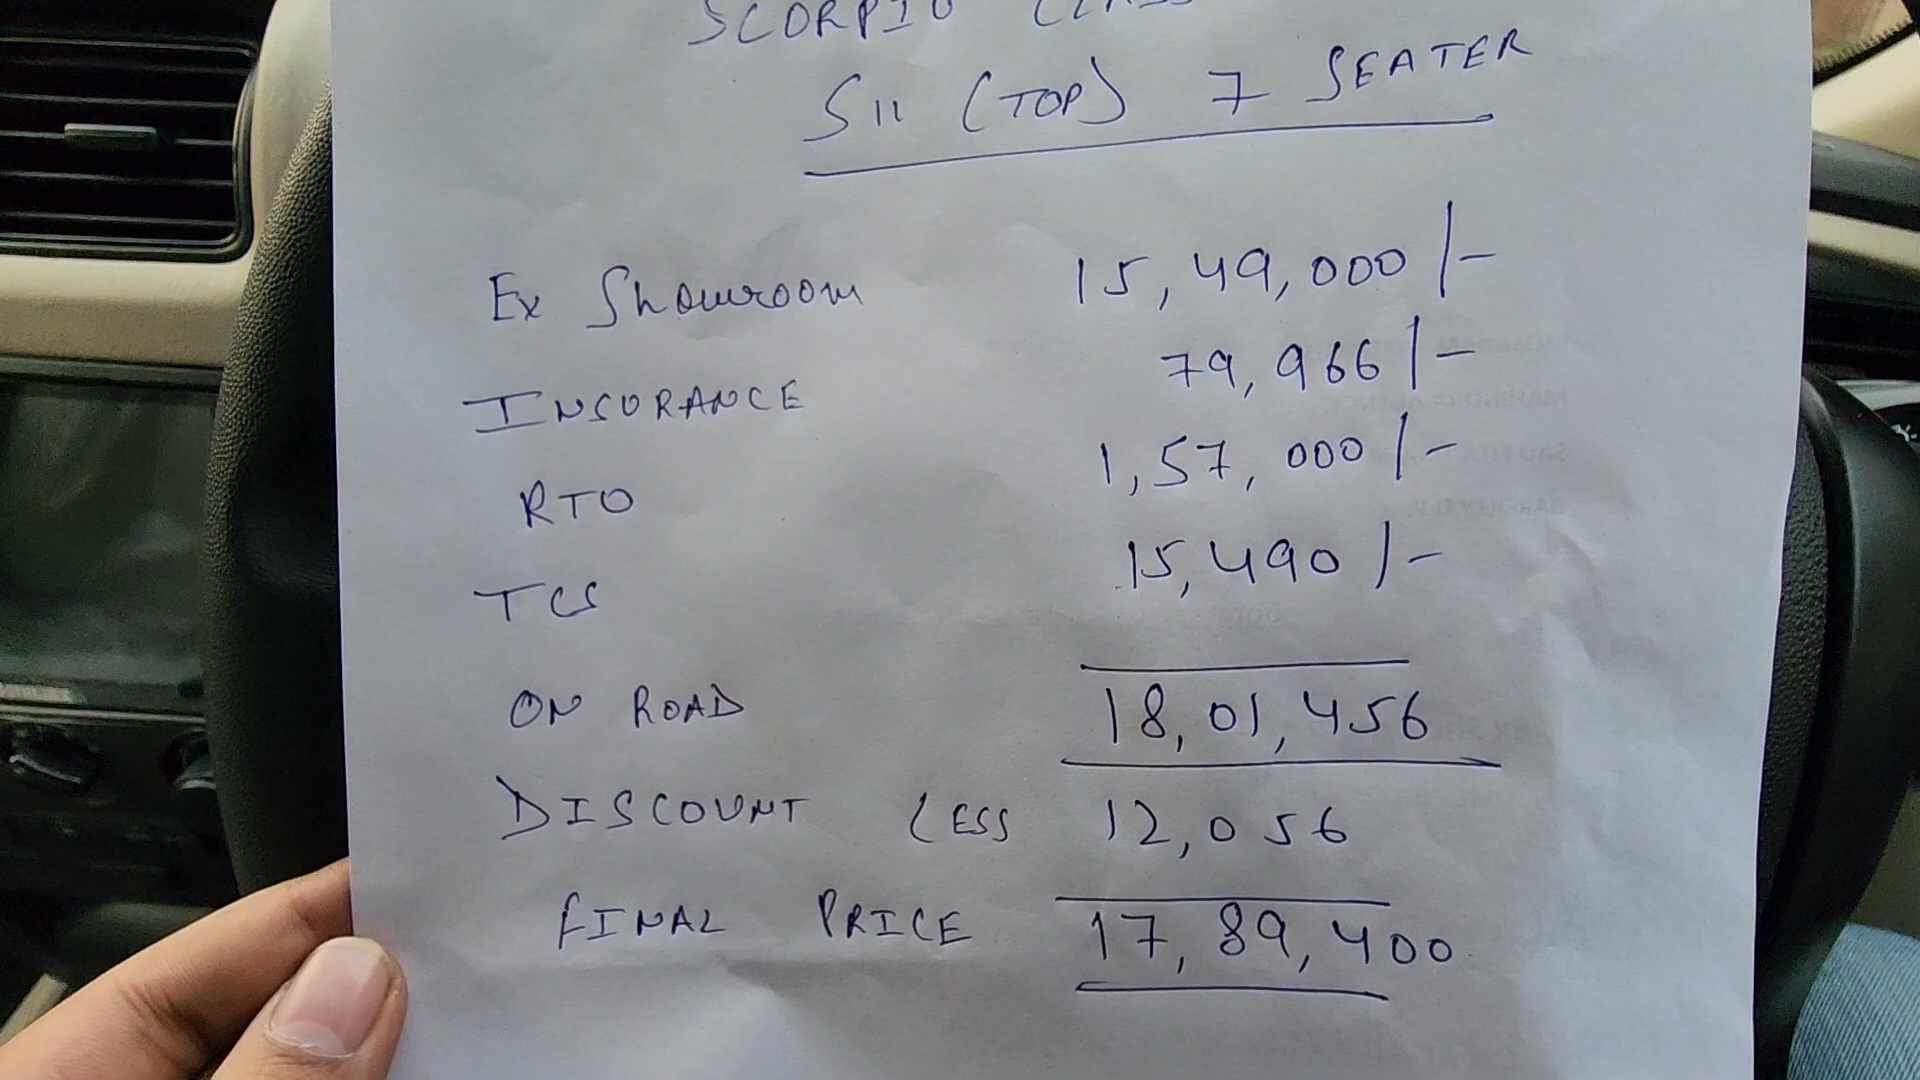 SCORPIO CLASS
S11 (TOP) 7 SEATER
Ex Showroom 15,49,000/-
INSURANCE 79,966/-
RTO 1,57,000/-
TCS 15,490/-
ON ROAD 18,01,456
DISCOUNT LESS 12,056
FINAL PRICE 17,89,400